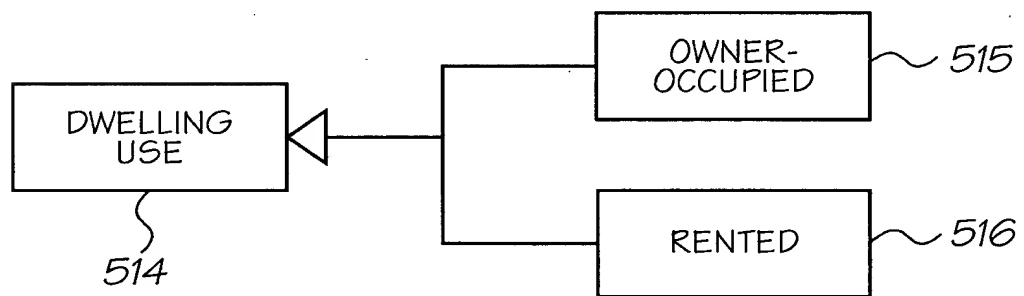 OWNER-
OCCUPIED
515
DWELLING
USE
514
RENTED
516